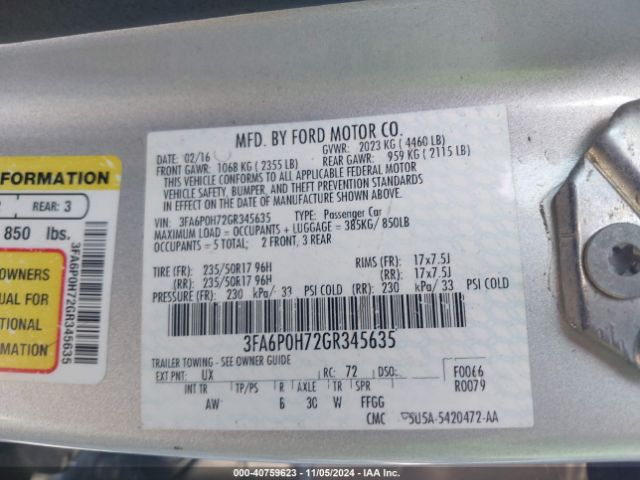 MFD. BY FORD MOTOR CO.
02/16
GVWR: 2023 KG ( 4460 LB)
FRONT GAWR: 1068 KG ( 2355 LB)
REAR GAWR: 959 KG ( 2115 LB)
THIS VEHICLE CONFORMS TO ALL APPLICABLE FEDERAL MOTOR
VEHICLE SAFETY, BUMPER, AND THEFT PREVENTION STANDARDS
IN EFFECT ON THE DATE OF MANUFACTURE SHOWN ABOVE.
VIN: 3FA6P0H72GR345635 TYPE: Passenger Car
MAXIMUM LOAD= OCCUPANTS + LUGGAGE = 385KG/ 850LB
OCCUPANTS = 5 TOTAL; 2 FRONT, 3 REAR
TIRE (FR): 235/50R17 96H RIMS (FR): 17x7.5J
(RR): 235/50R17 96H (RR): 17x7.5J
PRESSURE (FR): 230 kPa/ 33 PSI COLD (RR): 230 kPa/ 33 PSI COLD
3FA6P0H72GR345635
TRAILER TOWING - SEE OWNER GUIDE
EXT PNT: UX RC: 72 DSO: F0066
R0079
INT TR TP/PS R AXLE TR SPR
AW B 30 W FFGG
CMC 5U5A-5420472-AA
FORMATION
REAR: 3
850 lbs.
OWNERS
UAL FOR
TIONAL
MATION
3FA6P0H72GR345635
000-40759623 - 11/05/2024 - IAA Inc.